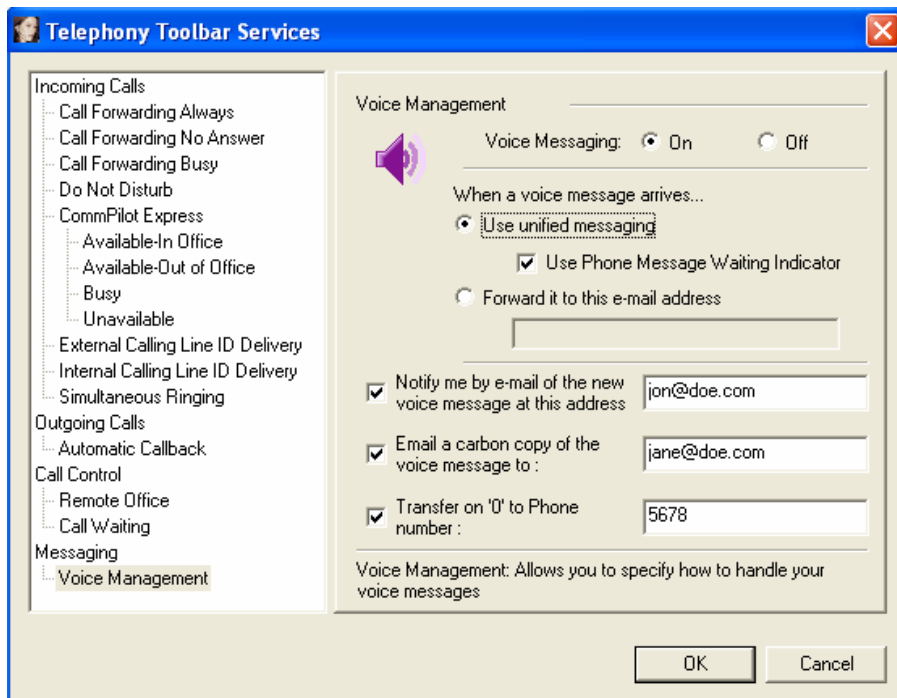 Telephony Toolbar Services
Incoming Calls
Call Forwarding Always
Call Forwarding No Answer
Call Forwarding Busy
Do Not Disturb
CommPilot Express
Available-In Office
Available-Out of Office
Busy
Unavailable
External Calling Line ID Delivery
Internal Calling Line ID Delivery
Simultaneous Ringing
Outgoing Calls
Automatic Callback
Call Control
Remote Office
Call Waiting
Messaging
Voice Management
Voice Management
Voice Messaging: On Off
When a voice message arrives...
Use unified messaging
Use Phone Message Waiting Indicator
Forward it to this e-mail address
Notify me by e-mail of the new
voice message at this address
jon@doe.com
Email a carbon copy of the
voice message to :
jane@doe.com
Transfer on '0' to Phone
number :
5678
Voice Management: Allows you to specify how to handle your
voice messages
OK Cancel